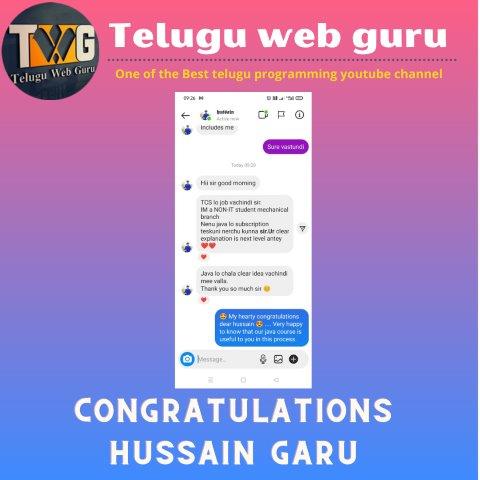 TWG
Telugu Web Guru
Telugu web guru
One of the Best telugu programming youtube channel
09:26
Active now
Includes me
Sure vastundi
Today 09:20
Hii sir good morning
TCS lo job vachindi sir.
IM a NON-IT student mechanical
branch
Nenu java lo subscription
teskuni nerchu kunna sir.Ur clear
explanation is next level antey
❤️❤️
Java lo chala clear idea vachindi
mee valla.
Thank you so much sir 😊
🤩 My hearty congratulations
dear hussain 😍 .... Very happy
to know that our java course is
useful to you in this process.
Message...
CONGRATULATIONS
HUSSAIN GARU